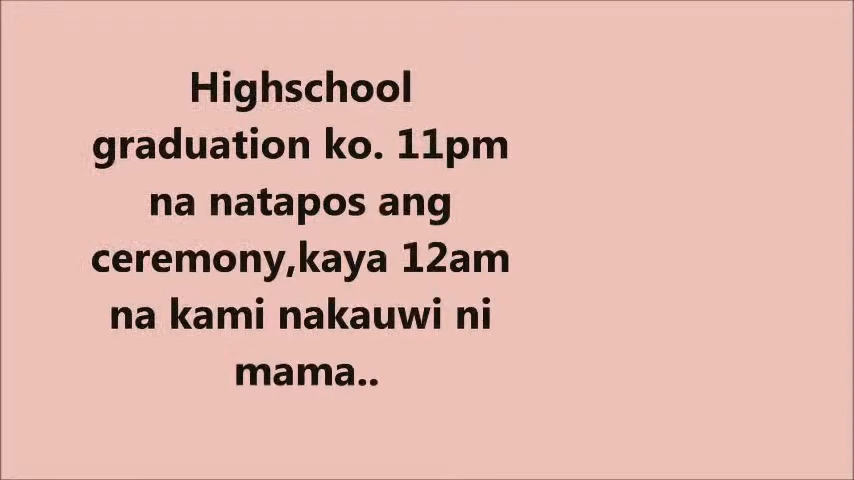 Highschool
graduation ko. 11pm
na natapos ang
ceremony,kaya 12am
na kami nakauwi ni
mama..